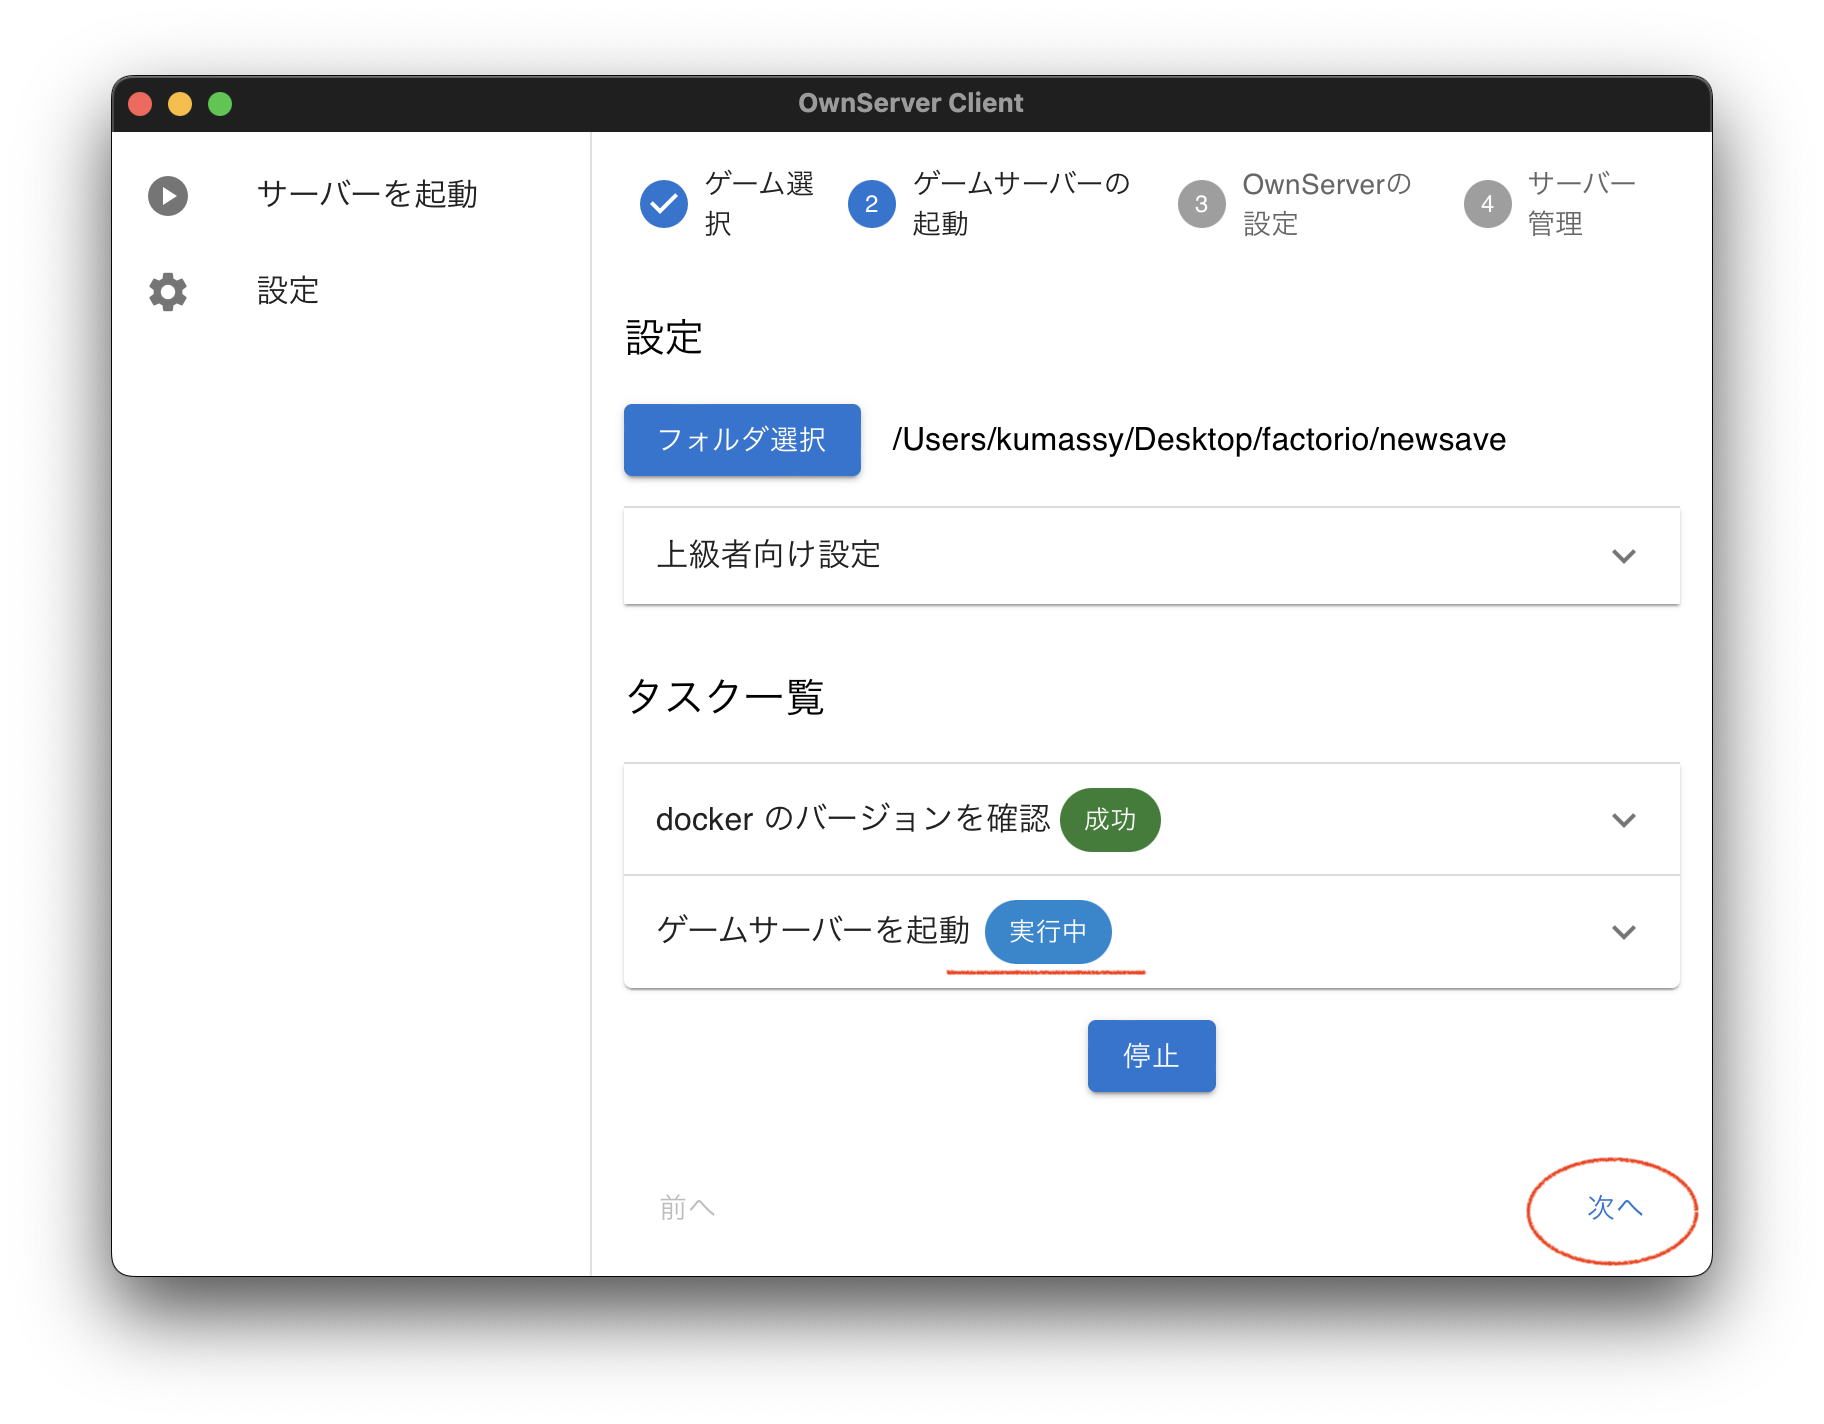 OwnServer Client
サーバーを起動
設定
ゲーム選
択
2
ゲームサーバーの
起動
3
OwnServerの
設定
4
サーバー
管理
設定
フォルダ選択
/Users/kumassy/Desktop/factorio/newsave
上級者向け設定
タスク一覧
docker のバージョンを確認 成功
ゲームサーバーを起動 実行中
停止
前へ
次へ